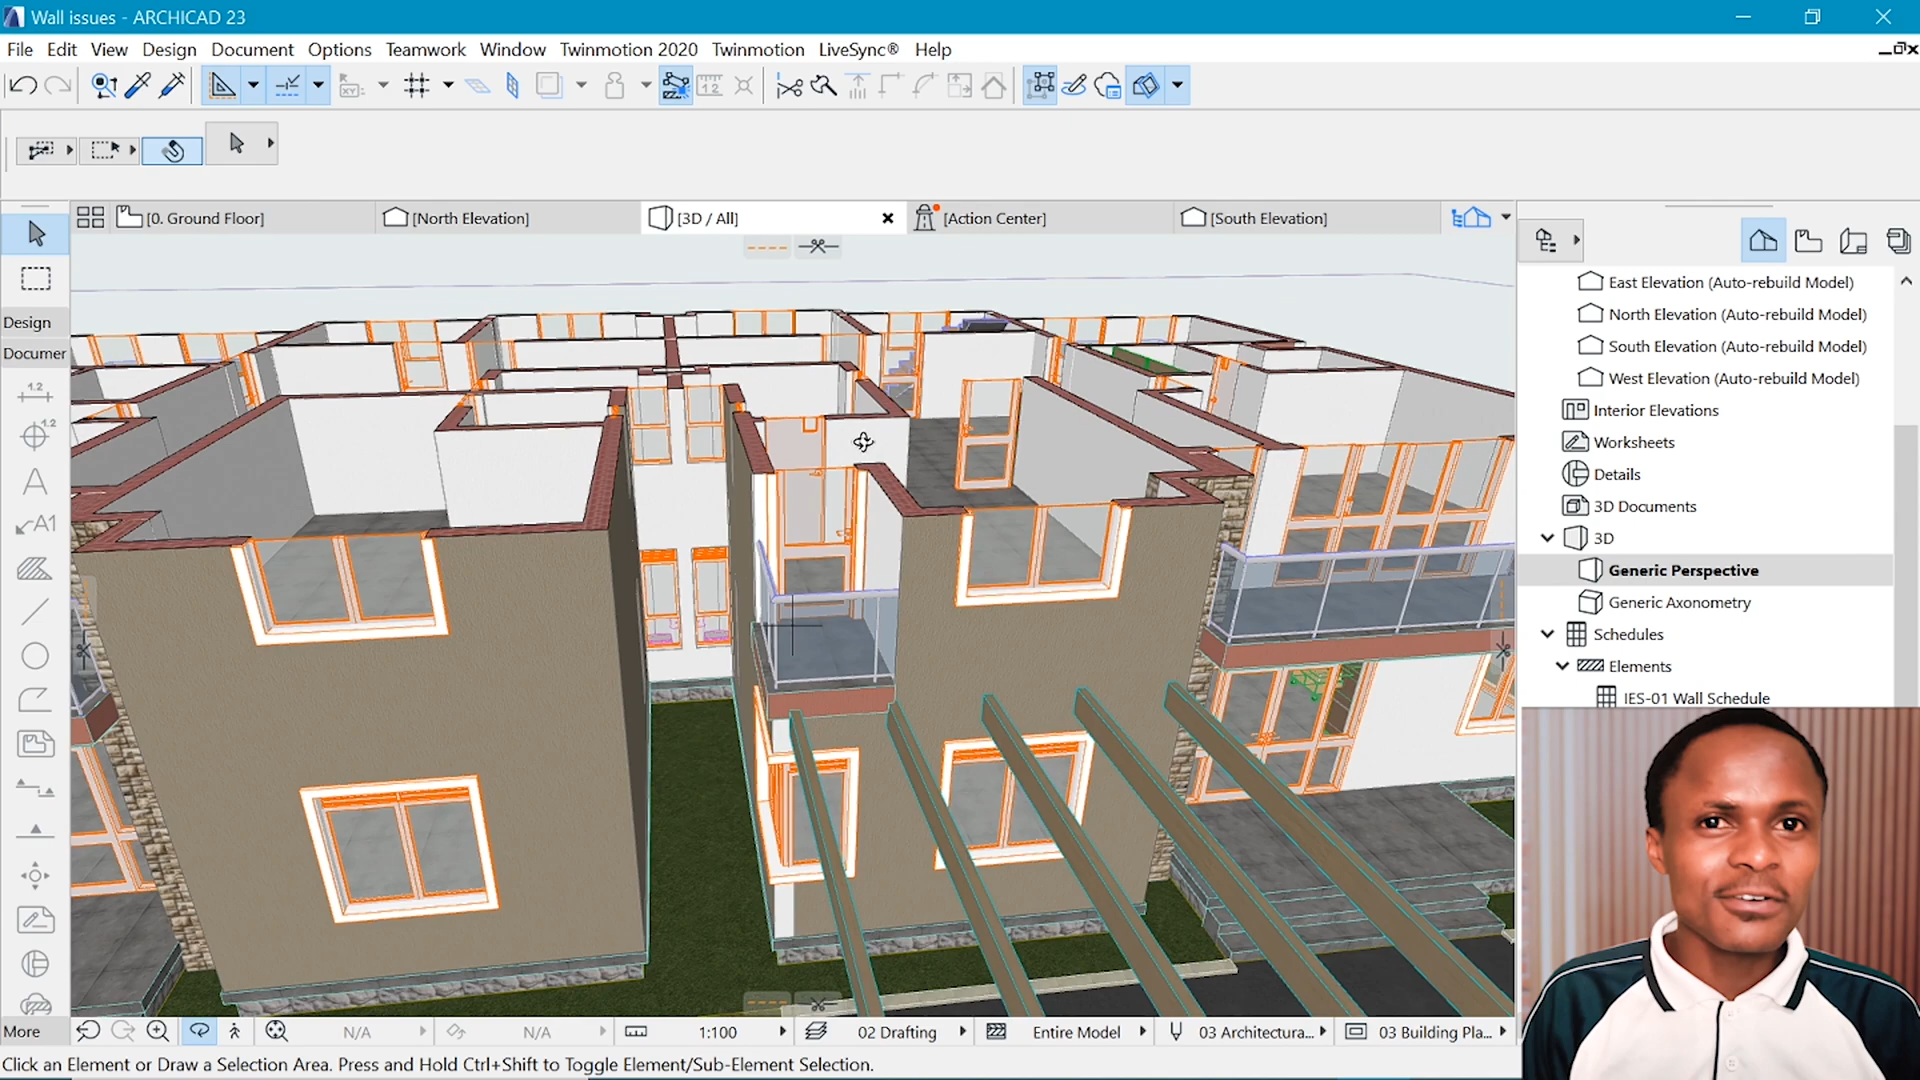 Wall issues - ARCHICAD 23
File Edit View Design Document Options Teamwork Window Twinmotion 2020 Twinmotion LiveSync® Help
[0. Ground Floor] [North Elevation] [3D / All] [Action Center] [South Elevation]
Design
Documer
1.2
1.2
A
A1
More
East Elevation (Auto-rebuild Model)
North Elevation (Auto-rebuild Model)
South Elevation (Auto-rebuild Model)
West Elevation (Auto-rebuild Model)
Interior Elevations
Worksheets
Details
3D Documents
3D
Generic Perspective
Generic Axonometry
Schedules
Elements
IES-01 Wall Schedule
N/A N/A 1:100 02 Drafting Entire Model 03 Architectura... 03 Building Pla...
Click an Element or Draw a Selection Area. Press and Hold Ctrl+Shift to Toggle Element/Sub-Element Selection.